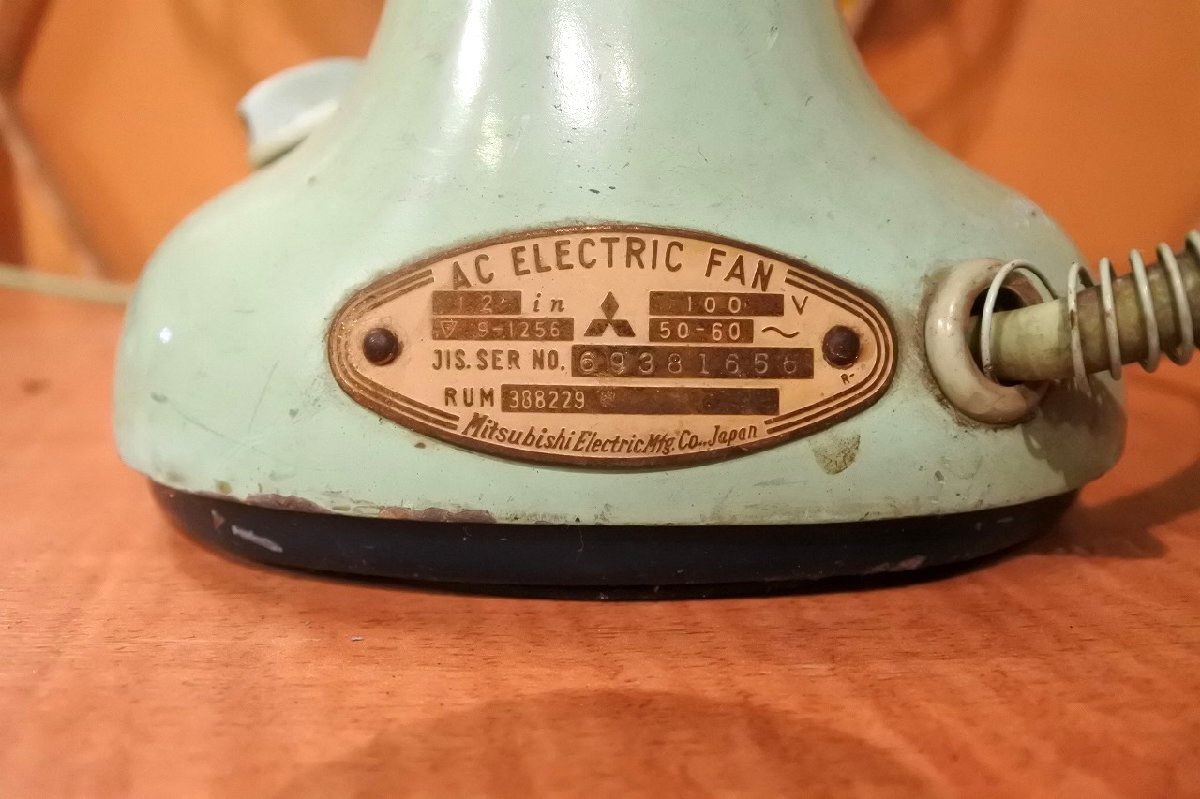 AC ELECTRIC FAN
12 in 100 V
▽ 9-1256 50-60 ~
JIS. SER NO. 69381656
RUM 388229
Mitsubishi Electric Mfg. Co., Japan
R-